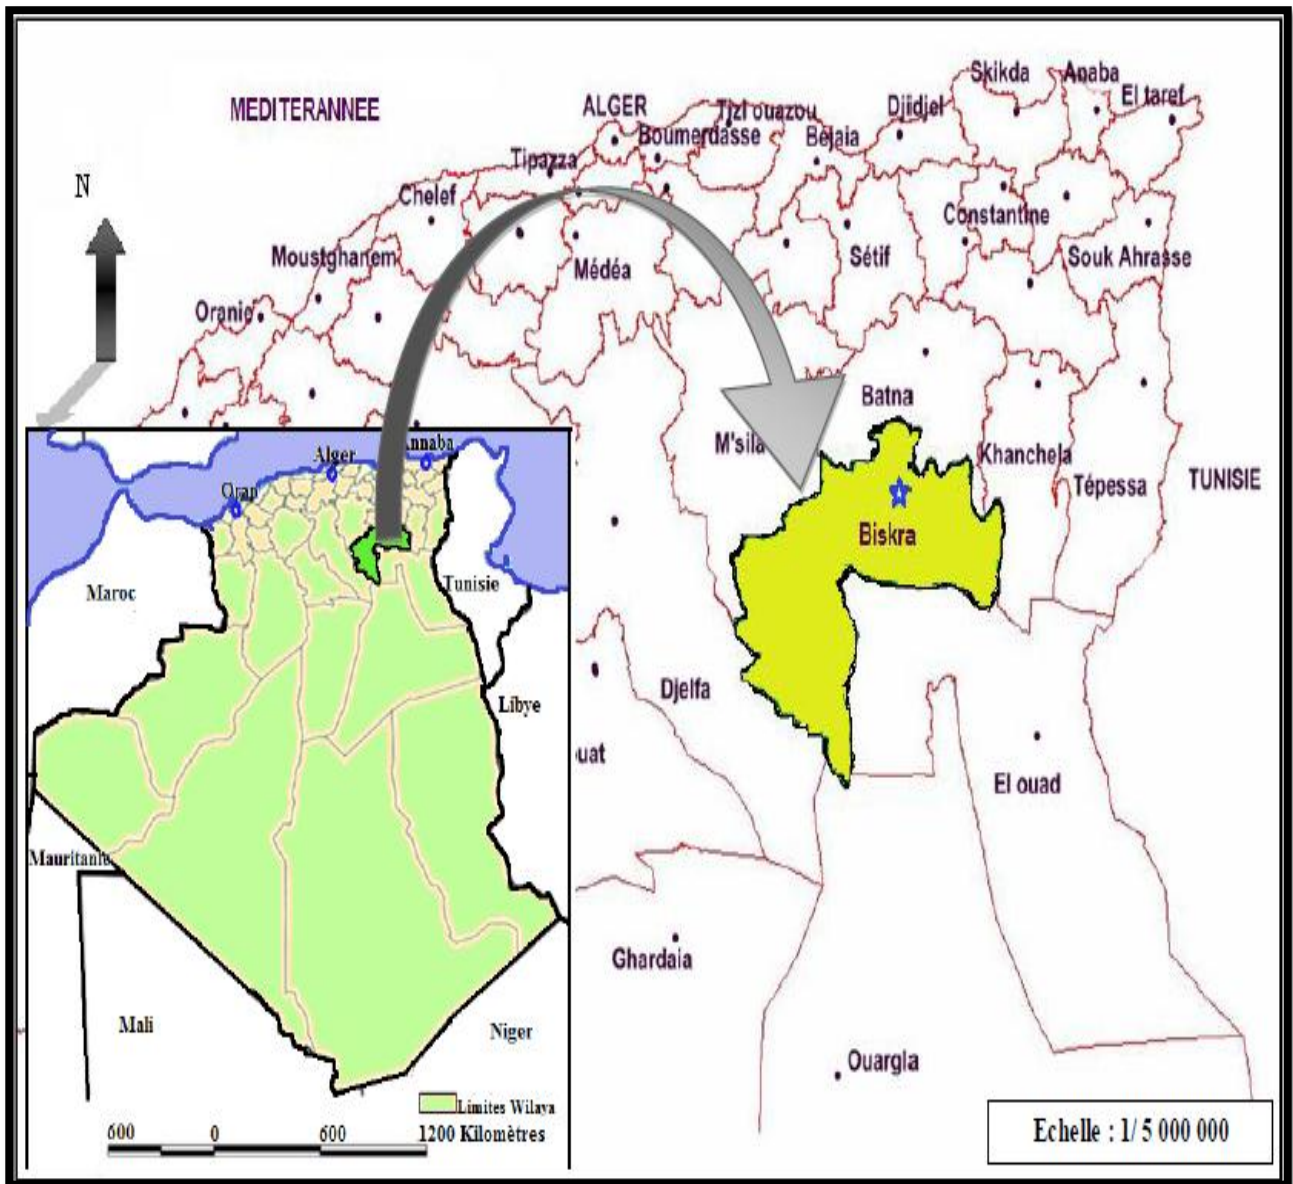 Skikda
Anaba
El taref
MÉDITERANNEE
ALGER
Tizi ouazou
Djidjel
Boumerdasse
Béjaia
Tipazza
N
Chelef
Constantine
Moustghanem
Médéa
Sétif
Souk Ahrasse
Oranie
Batna
M'sila
Khanchela
Tépessa
TUNISIE
Biskra
Alger
Annaba
Oran
Maroc
Tunisie
Djelfa
Libye
uat
El ouad
Mauritanie
Ghardaia
Mali
Niger
Ouargla
Limites Wilaya
600 0 600 1200 Kilomètres
Echelle : 1/ 5 000 000